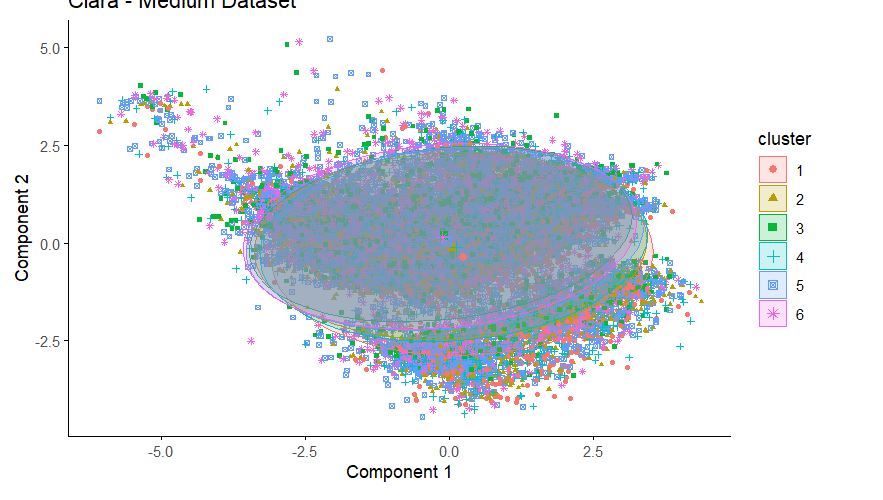 Clara - Medium Dataset
5.0
2.5
0.0
-2.5
Component 2
-5.0 -2.5 0.0 2.5
Component 1
cluster
1
2
3
4
5
6